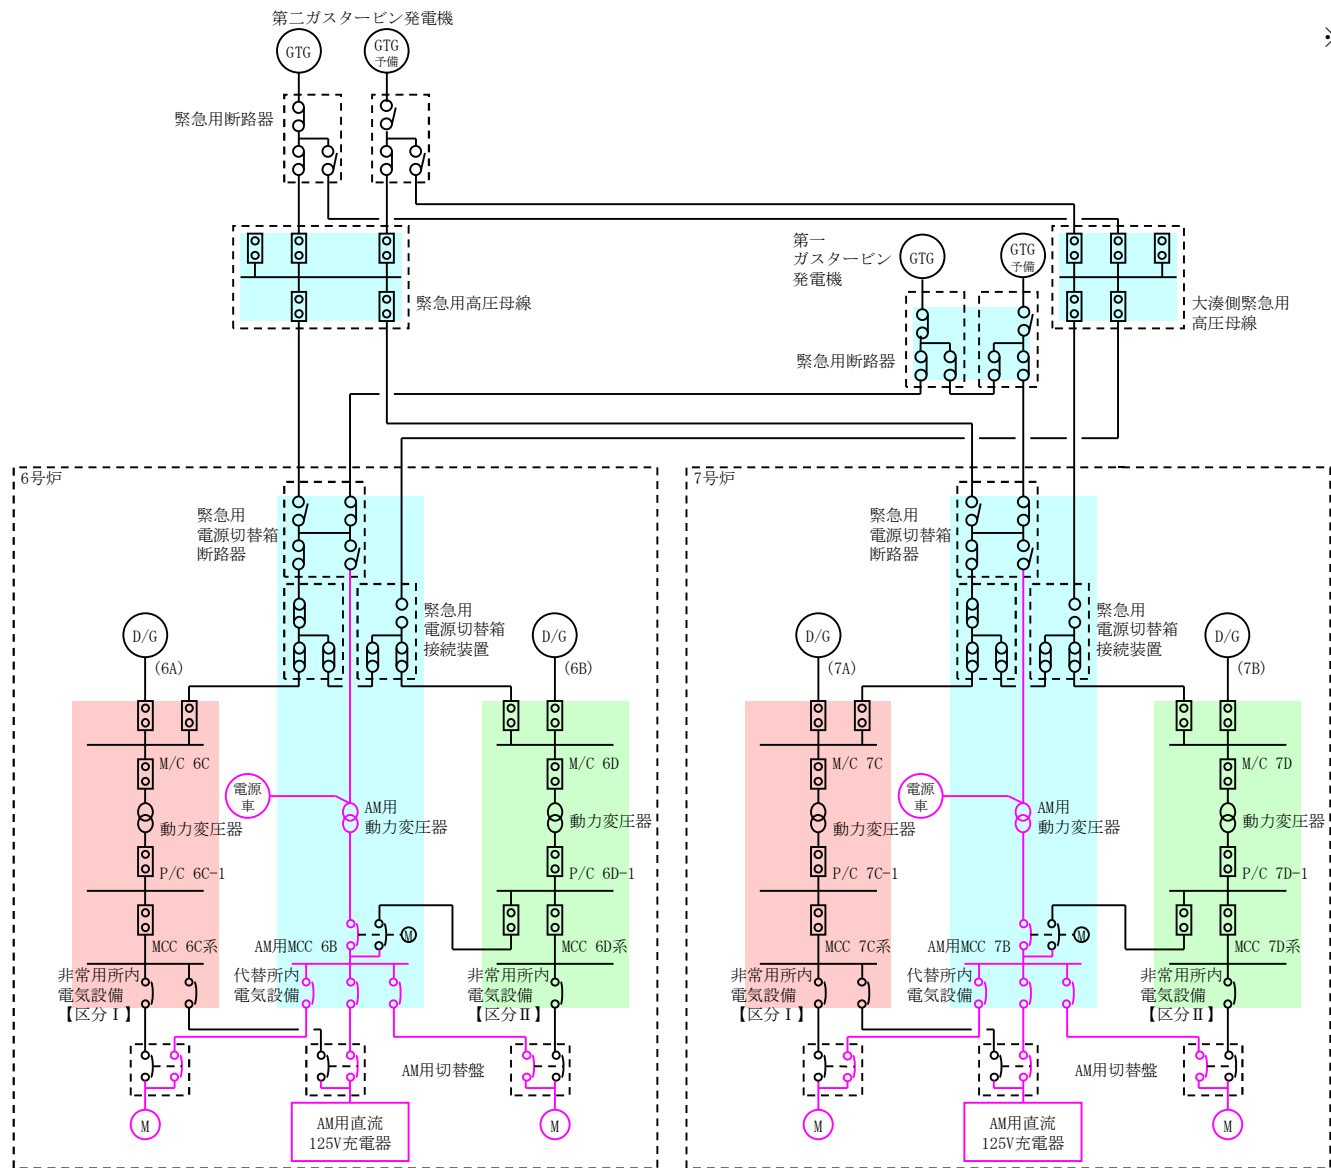 第二ガスタービン発電機
※
GTG
GTG
予備
緊急用断路器
第一
ガスタービン
発電機
GTG
GTG
予備
緊急用高圧母線
大湊側緊急用
高圧母線
緊急用断路器
6号炉
緊急用
電源切替箱
断路器
緊急用
電源切替箱
接続装置
D/G
(6A)
D/G
(6B)
M/C 6C
M/C 6D
電源
車
AM用
動力変圧器
動力変圧器
動力変圧器
P/C 6C-1
P/C 6D-1
MCC 6C系
AM用MCC 6B
M
MCC 6D系
非常用所内
電気設備
【区分Ⅰ】
代替所内
電気設備
非常用所内
電気設備
【区分Ⅱ】
AM用切替盤
M
AM用直流
125V充電器
M
7号炉
緊急用
電源切替箱
断路器
緊急用
電源切替箱
接続装置
D/G
(7A)
D/G
(7B)
M/C 7C
M/C 7D
電源
車
AM用
動力変圧器
動力変圧器
動力変圧器
P/C 7C-1
P/C 7D-1
MCC 7C系
AM用MCC 7B
M
MCC 7D系
非常用所内
電気設備
【区分Ⅰ】
代替所内
電気設備
非常用所内
電気設備
【区分Ⅱ】
AM用切替盤
M
AM用直流
125V充電器
M